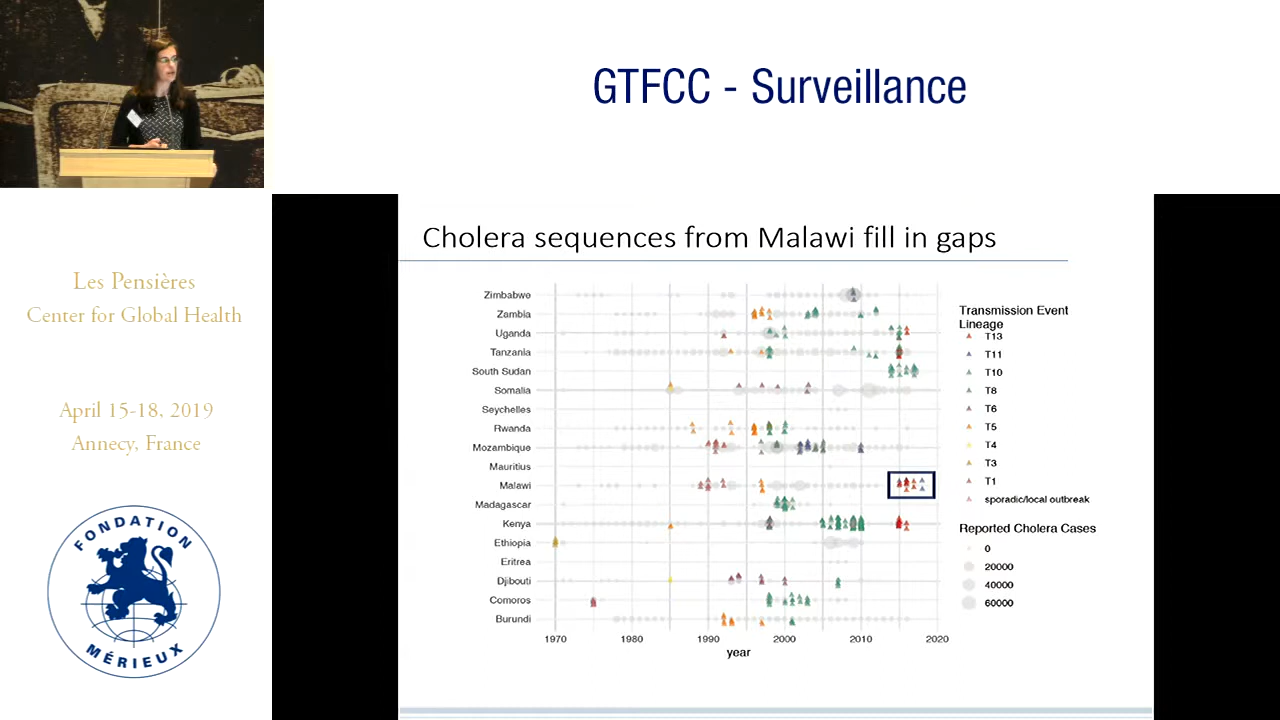 GTFCC - Surveillance
Les Pensières
Center for Global Health
April 15-18, 2019
Annecy, France
FONDATION
MÉRIEUX
Cholera sequences from Malawi fill in gaps
Zimbabwe
Zambia
Uganda
Tanzania
South Sudan
Somalia
Seychelles
Rwanda
Mozambique
Mauritius
Malawi
Madagascar
Kenya
Ethiopia
Eritrea
Djibouti
Comoros
Burundi
1970 1980 1990 2000 2010 2020
year
Transmission Event
Lineage
T13
T11
T10
T8
T6
T5
T4
T3
T1
sporadic/local outbreak
Reported Cholera Cases
0
20000
40000
60000